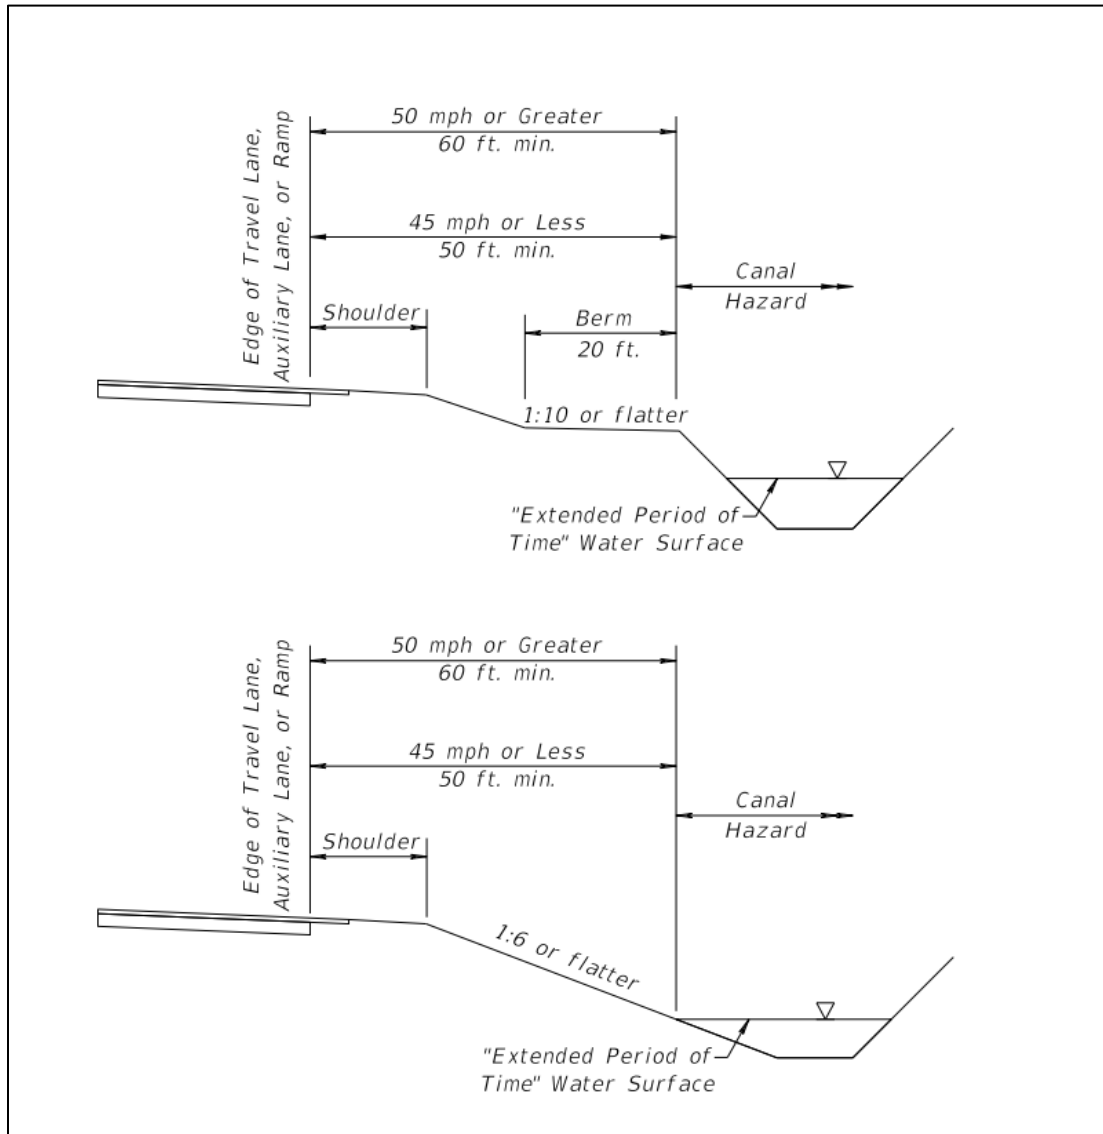 Edge of Travel Lane,
Auxiliary Lane, or Ramp
50 mph or Greater
60 ft. min.
45 mph or Less
50 ft. min.
Canal
Hazard
Shoulder
Berm
20 ft.
1:10 or flatter
"Extended Period of
Time" Water Surface
Edge of Travel Lane,
Auxiliary Lane, or Ramp
50 mph or Greater
60 ft. min.
45 mph or Less
50 ft. min.
Canal
Hazard
Shoulder
1:6 or flatter
"Extended Period of
Time" Water Surface